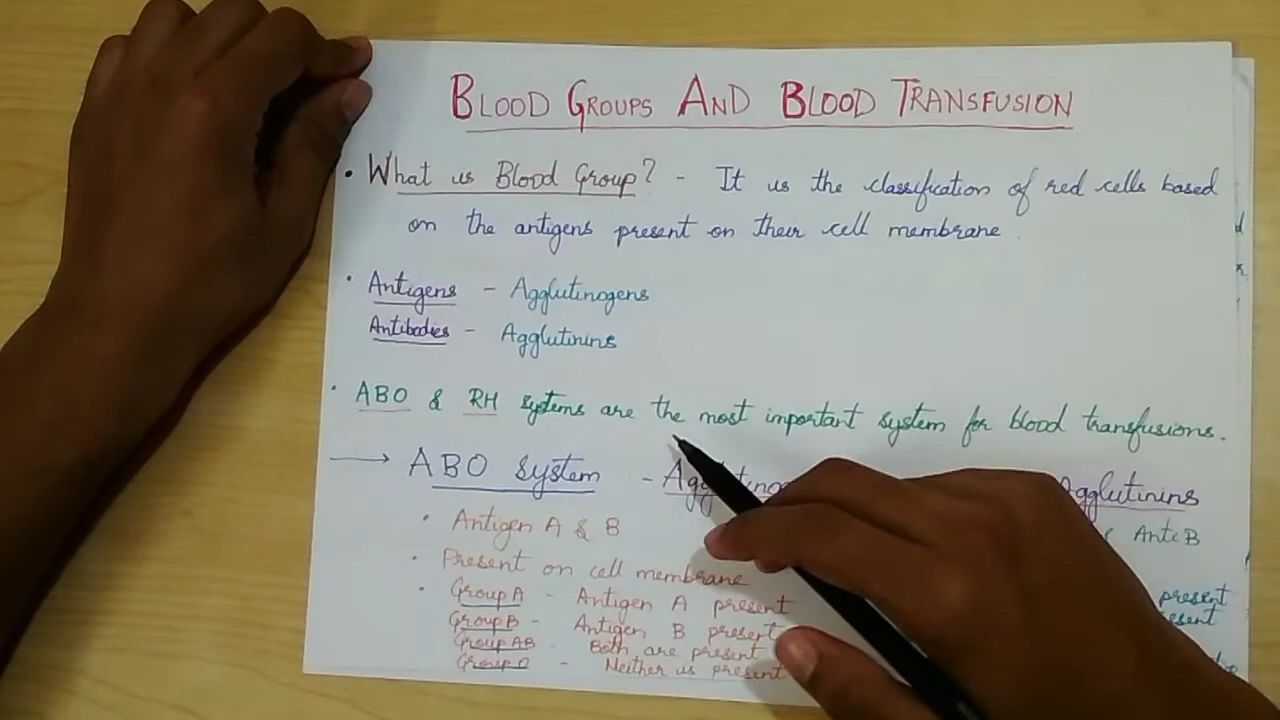 BLOOD GROUPS AND BLOOD TRANSFUSION
• What is Blood Group? - It is the classification of red cells based
on the antigens present on their cell membrane
• Antigens - Agglutinogens
Antibodies - Agglutinins
• ABO & RH systems are the most important system for blood transfusions.
→ ABO system - Agglutinins
• Antigen A & B Anti B
• Present on cell membrane
• Group A - Antigen A present present
Group B - Antigen B present
Group AB - Both are present
Group O - Neither is present